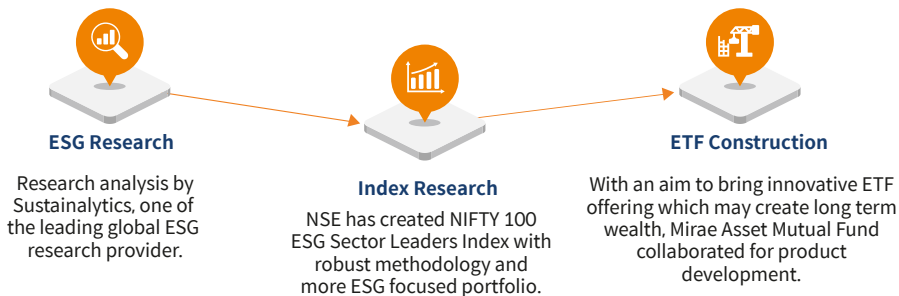 ESG Research
Research analysis by
Sustainalytics, one of
the leading global ESG
research provider.
Index Research
NSE has created NIFTY 100
ESG Sector Leaders Index with
robust methodology and
more ESG focused portfolio.
ETF Construction
With an aim to bring innovative ETF
offering which may create long term
wealth, Mirae Asset Mutual Fund
collaborated for product
development.